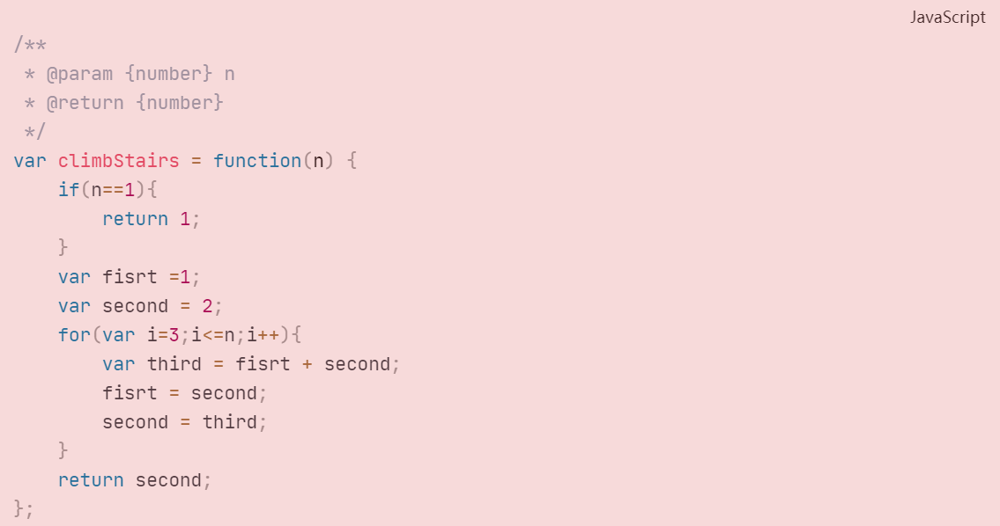 JavaScript
/**
 * @param {number} n
 * @return {number}
 */
var climbStairs = function(n) {
    if(n==1){
        return 1;
    }
    var fisrt =1;
    var second = 2;
    for(var i=3;i<=n;i++){
        var third = fisrt + second;
        fisrt = second;
        second = third;
    }
    return second;
};